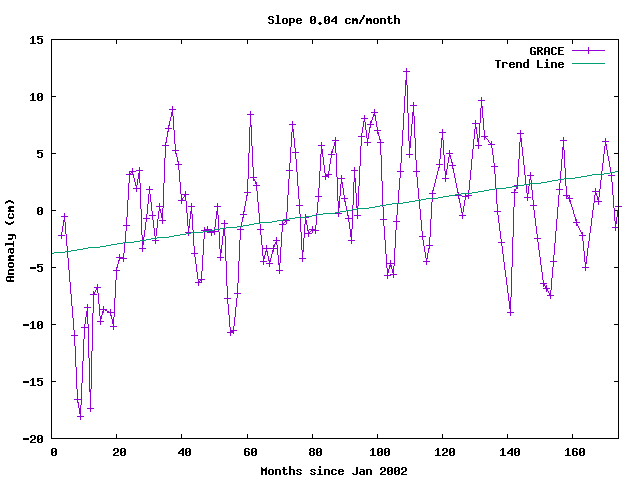 Slope 0.04 cm/month
GRACE
Trend Line
15
10
5
0
-5
-10
-15
-20
Anomaly (cm)
0 20 40 60 80 100 120 140 160
Months since Jan 2002